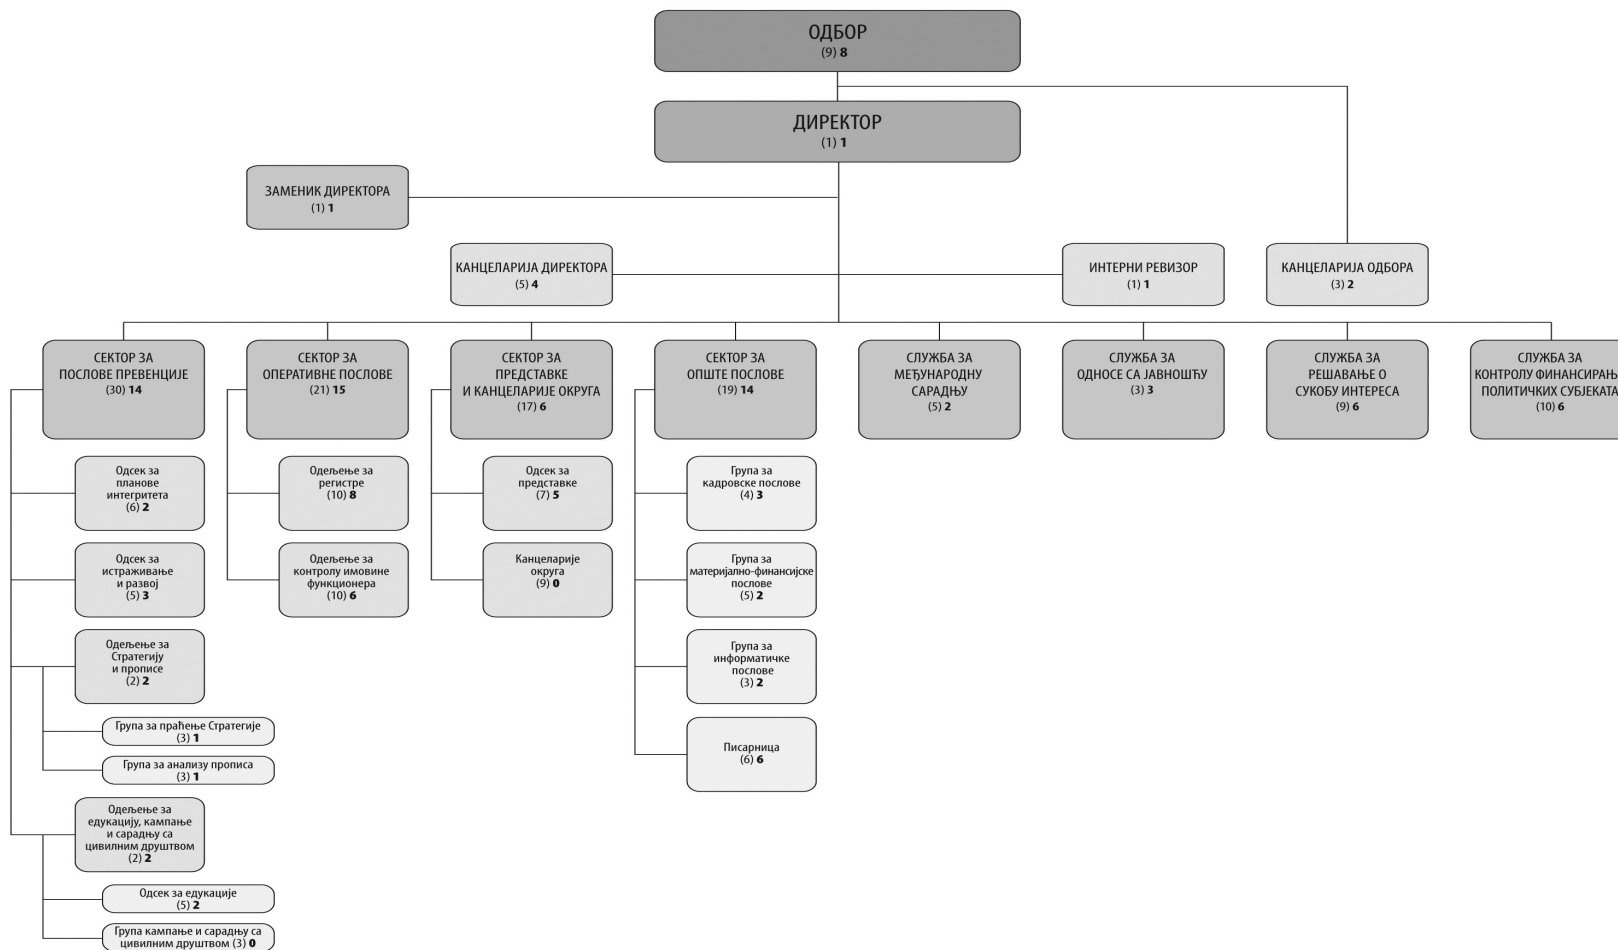 ОДБОР
(9) 8
ДИРЕКТОР
(1) 1
ЗАМЕНИК ДИРЕКТОРА
(1) 1
КАНЦЕЛАРИЈА ДИРЕКТОРА
(5) 4
ИНТЕРНИ РЕВИЗОР
(1) 1
КАНЦЕЛАРИЈА ОДБОРА
(3) 2
СЕКТОР ЗА
ПОСЛОВЕ ПРЕВЕНЦИЈЕ
(30) 14
СЕКТОР ЗА
ОПЕРАТИВНЕ ПОСЛОВЕ
(21) 15
СЕКТОР ЗА
ПРЕДСТАВКЕ
И КАНЦЕЛАРИЈЕ ОКРУГА
(17) 6
СЕКТОР ЗА
ОПШТЕ ПОСЛОВЕ
(19) 14
СЛУЖБА ЗА
МЕЂУНАРОДНУ
САРАДЊУ
(5) 2
СЛУЖБА ЗА
ОДНОСЕ СА ЈАВНОШЋУ
(3) 3
СЛУЖБА ЗА
РЕШАВАЊЕ О
СУКОБУ ИНТЕРЕСА
(9) 6
СЛУЖБА ЗА
КОНТРОЛУ ФИНАНСИРАЊ
ПОЛИТИЧКИХ СУБЈЕКАТА
(10) 6
Одсек за
планове
интегритета
(6) 2
Одсек за
истраживање
и развој
(5) 3
Одељење за
Стратегију
и прописе
(2) 2
Група за праћење Стратегије
(3) 1
Група за анализу прописа
(3) 1
Одељење за
едукацију, кампање
и сарадњу са
цивилним друштвом
(2) 2
Одсек за едукације
(5) 2
Група кампање и сарадњу са
цивилним друштвом (3) 0
Одељење за
регистре
(10) 8
Одељење за
контролу имовине
функционера
(10) 6
Одсек за
представке
(7) 5
Канцеларије
округа
(9) 0
Група за
кадровске послове
(4) 3
Група за
материјално-финансијске
послове
(5) 2
Група за
информатичке
послове
(3) 2
Писарница
(6) 6